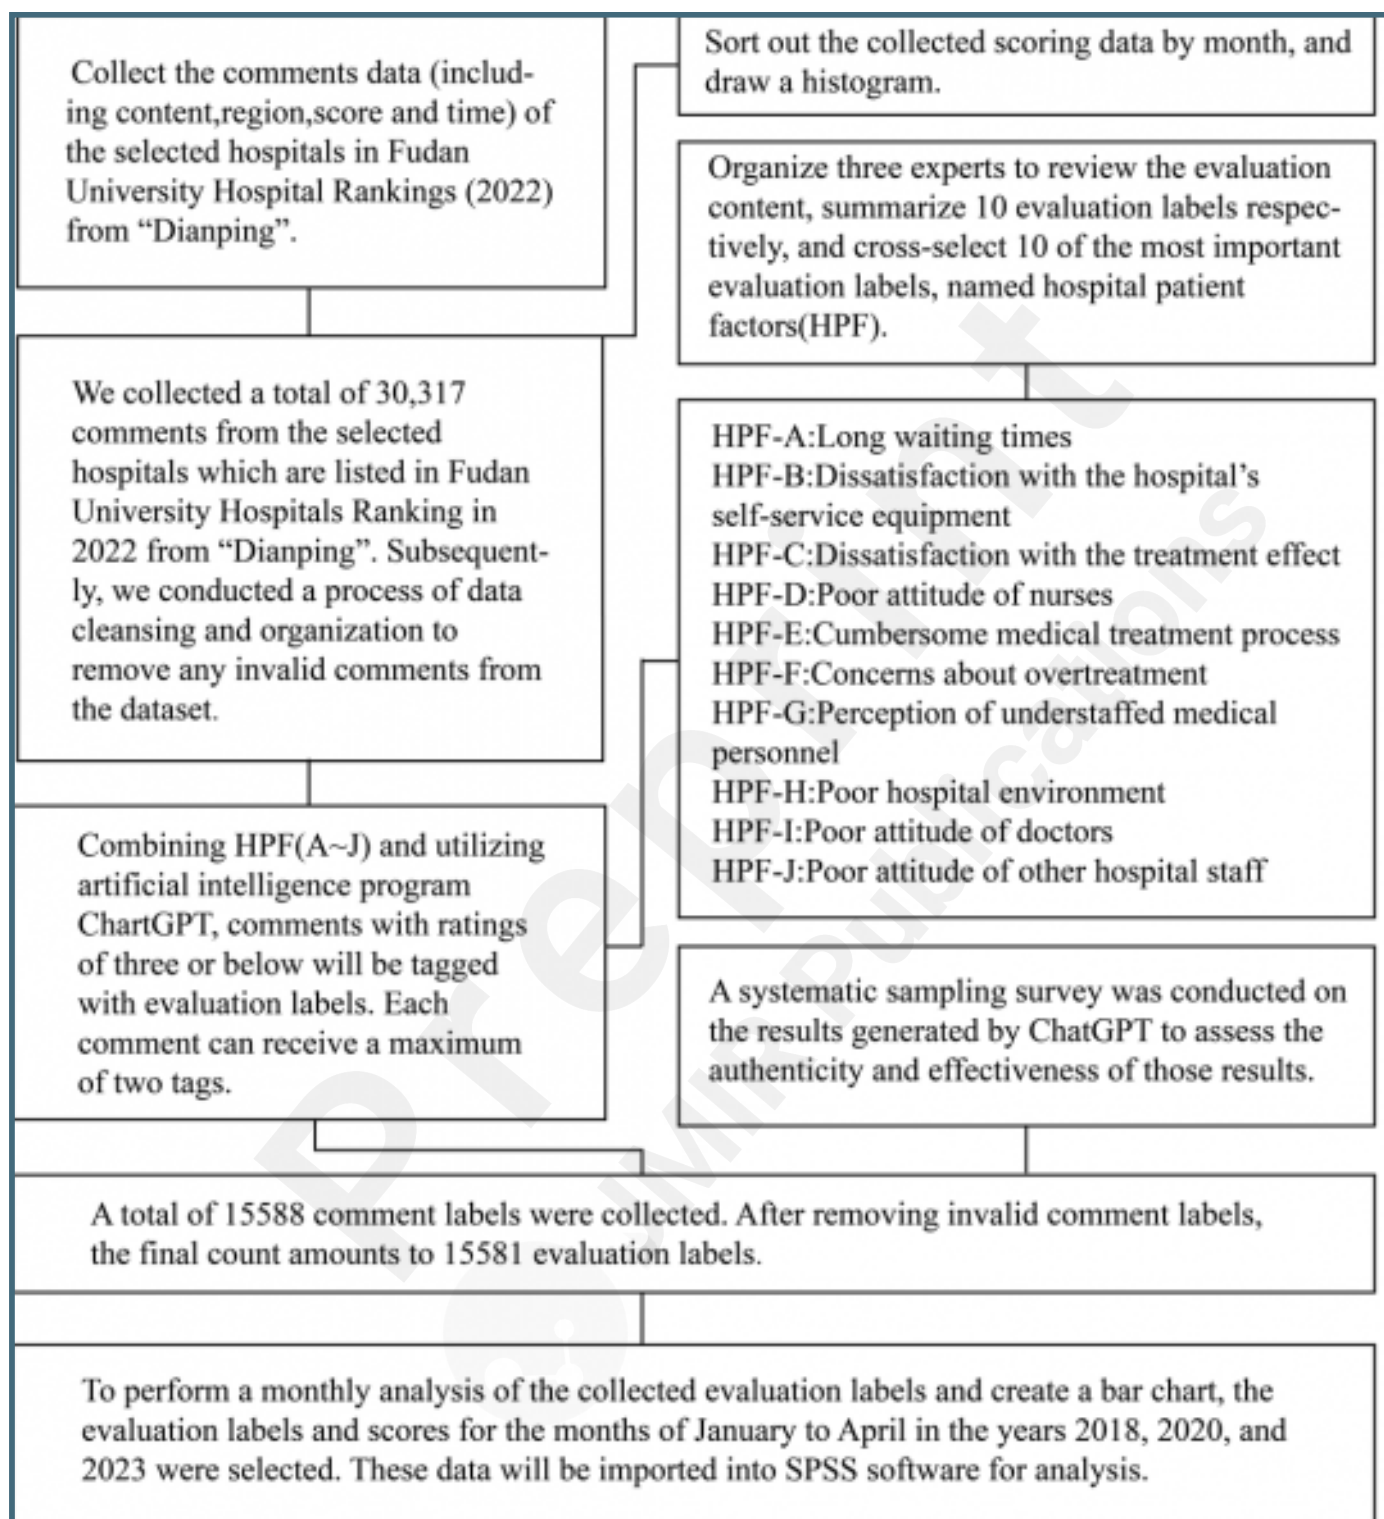 Collect the comments data (includ-
ing content,region,score and time) of
the selected hospitals in Fudan
University Hospital Rankings (2022)
from “Dianping”.
Sort out the collected scoring data by month, and
draw a histogram.
Organize three experts to review the evaluation
content, summarize 10 evaluation labels respec-
tively, and cross-select 10 of the most important
evaluation labels, named hospital patient
factors(HPF).
We collected a total of 30,317
comments from the selected
hospitals which are listed in Fudan
University Hospitals Ranking in
2022 from “Dianping”. Subsequent-
ly, we conducted a process of data
cleansing and organization to
remove any invalid comments from
the dataset.
HPF-A:Long waiting times
HPF-B:Dissatisfaction with the hospital’s
self-service equipment
HPF-C:Dissatisfaction with the treatment effect
HPF-D:Poor attitude of nurses
HPF-E:Cumbersome medical treatment process
HPF-F:Concerns about overtreatment
HPF-G:Perception of understaffed medical
personnel
HPF-H:Poor hospital environment
HPF-I:Poor attitude of doctors
HPF-J:Poor attitude of other hospital staff
Combining HPF(A~J) and utilizing
artificial intelligence program
ChartGPT, comments with ratings
of three or below will be tagged
with evaluation labels. Each
comment can receive a maximum
of two tags.
A systematic sampling survey was conducted on
the results generated by ChatGPT to assess the
authenticity and effectiveness of those results.
A total of 15588 comment labels were collected. After removing invalid comment labels,
the final count amounts to 15581 evaluation labels.
To perform a monthly analysis of the collected evaluation labels and create a bar chart, the
evaluation labels and scores for the months of January to April in the years 2018, 2020, and
2023 were selected. These data will be imported into SPSS software for analysis.
Preprint
JMIR Publications